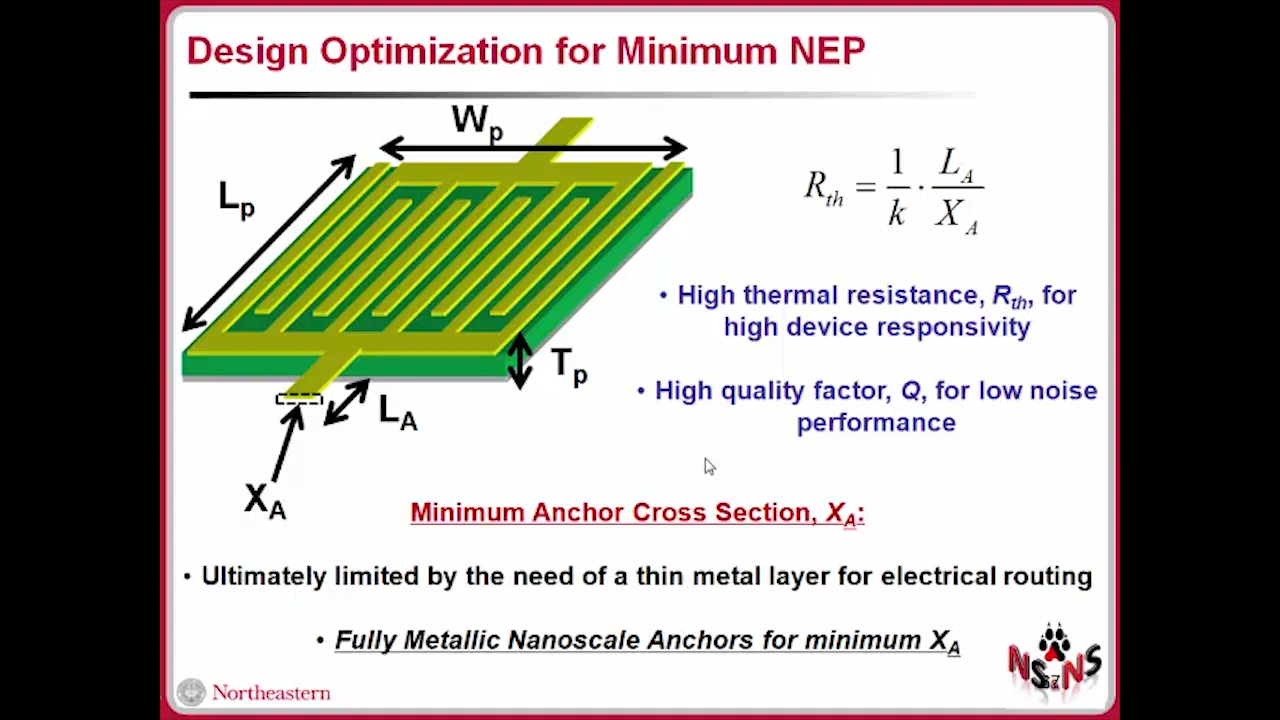 Design Optimization for Minimum NEP
Wp
Lp
Rth = 1/k · LA/XA
• High thermal resistance, Rth, for
high device responsivity
Tp
• High quality factor, Q, for low noise
performance
LA
XA
Minimum Anchor Cross Section, XA:
• Ultimately limited by the need of a thin metal layer for electrical routing
• Fully Metallic Nanoscale Anchors for minimum XA
NS NS
Northeastern